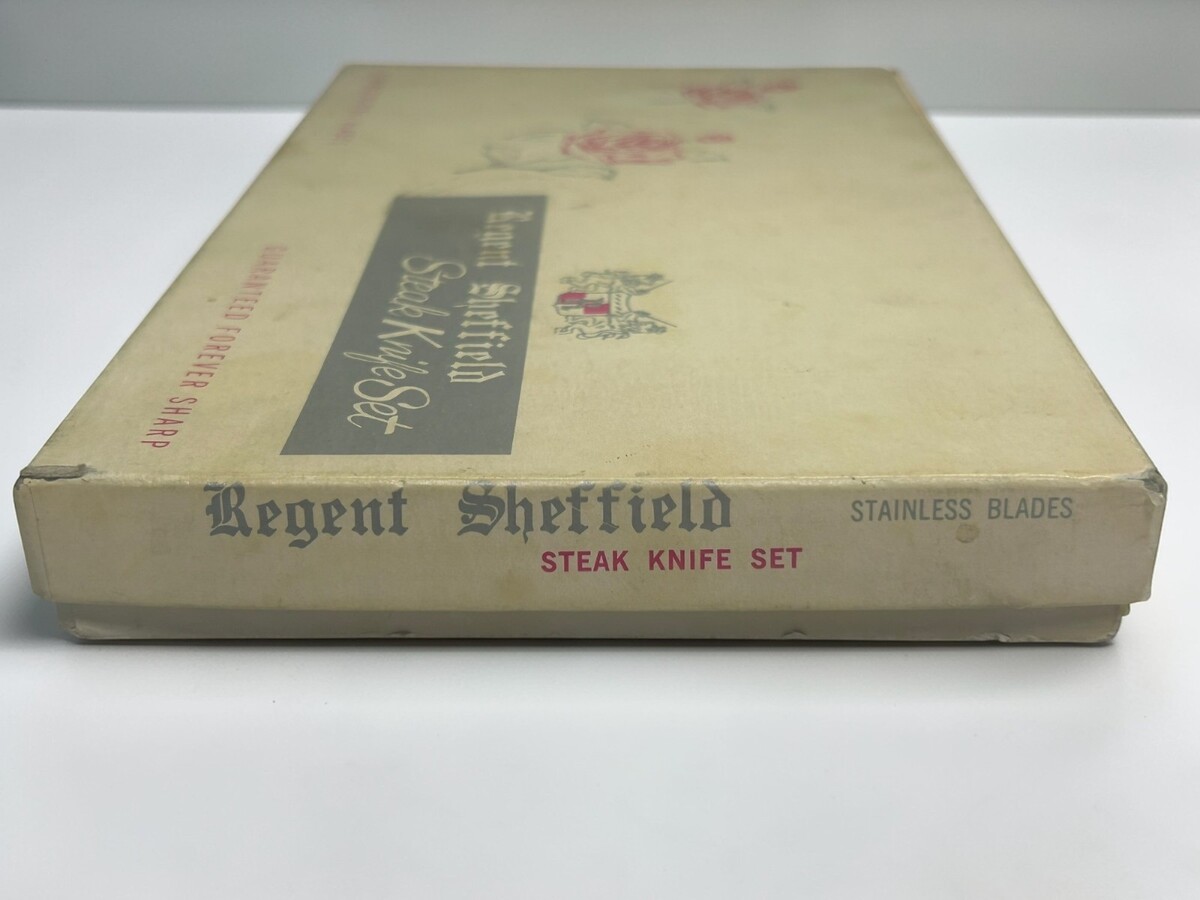 GUARANTEED FOREVER SHARP
Regent Sheffield
Steak Knife Set
Regent Sheffield
STAINLESS BLADES
STEAK KNIFE SET